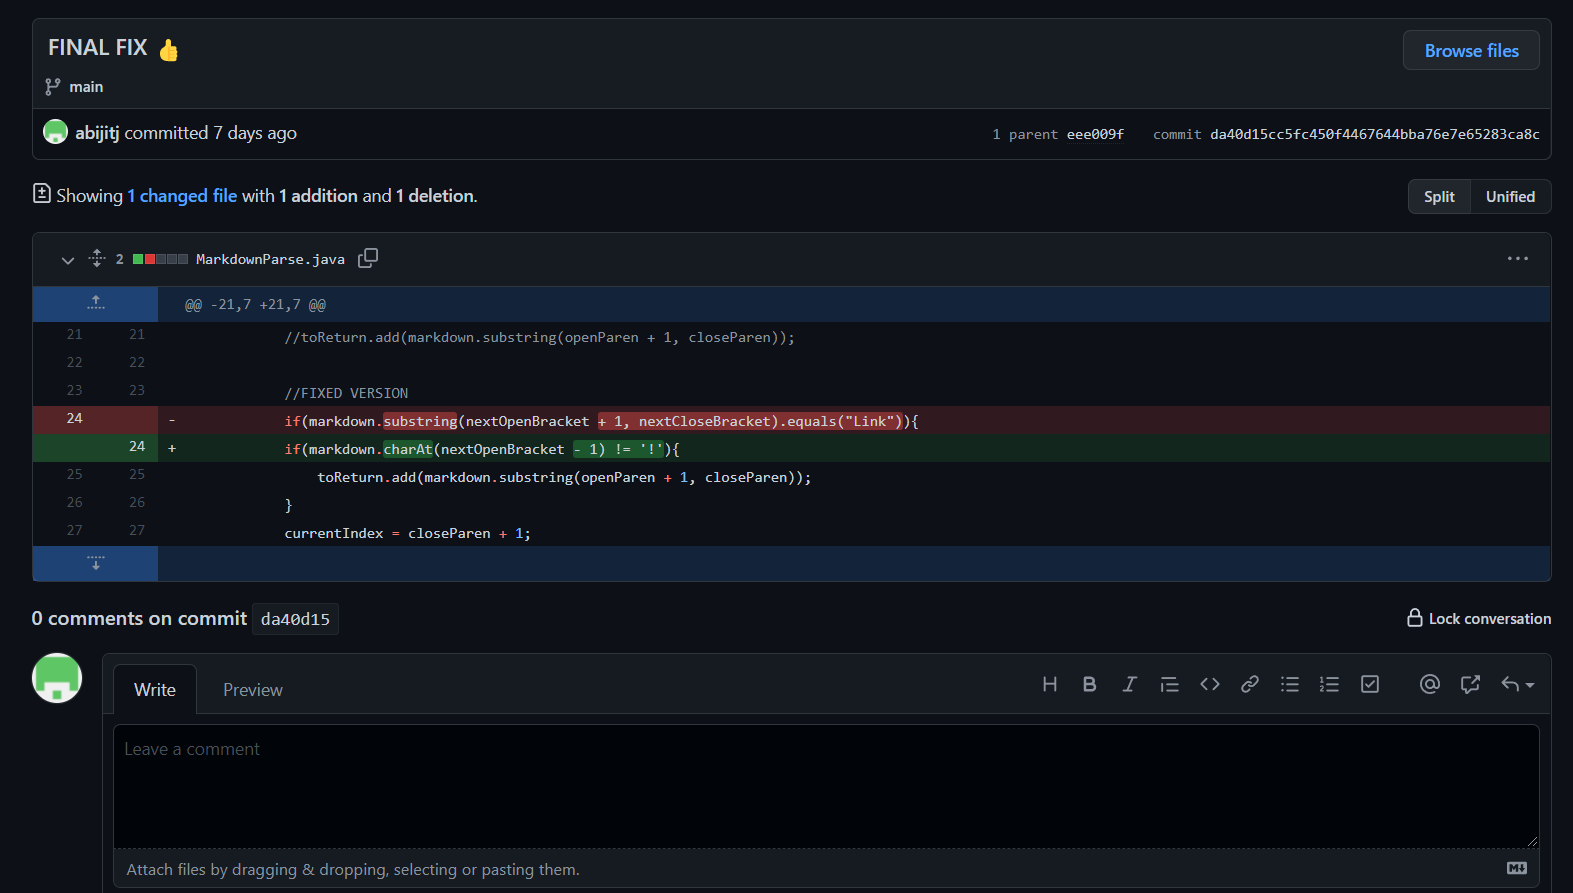 FINAL FIX 👍
Browse files
main
abijitj committed 7 days ago
1 parent eee009f commit da40d15cc5fc450f4467644bba76e7e65283ca8c
Showing 1 changed file with 1 addition and 1 deletion.
Split Unified
2 MarkdownParse.java
@@ -21,7 +21,7 @@
21 21 //toReturn.add(markdown.substring(openParen + 1, closeParen));
22 22
23 23 //FIXED VERSION
24 - if(markdown.substring(nextOpenBracket + 1, nextCloseBracket).equals("Link")){
24 + if(markdown.charAt(nextOpenBracket - 1) != '!'){
25 25 toReturn.add(markdown.substring(openParen + 1, closeParen));
26 26 }
27 27 currentIndex = closeParen + 1;
0 comments on commit da40d15
Lock conversation
Write Preview
Leave a comment
Attach files by dragging & dropping, selecting or pasting them.